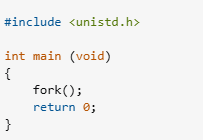 #include <unistd.h>
int main (void)
{
    fork();
    return 0;
}